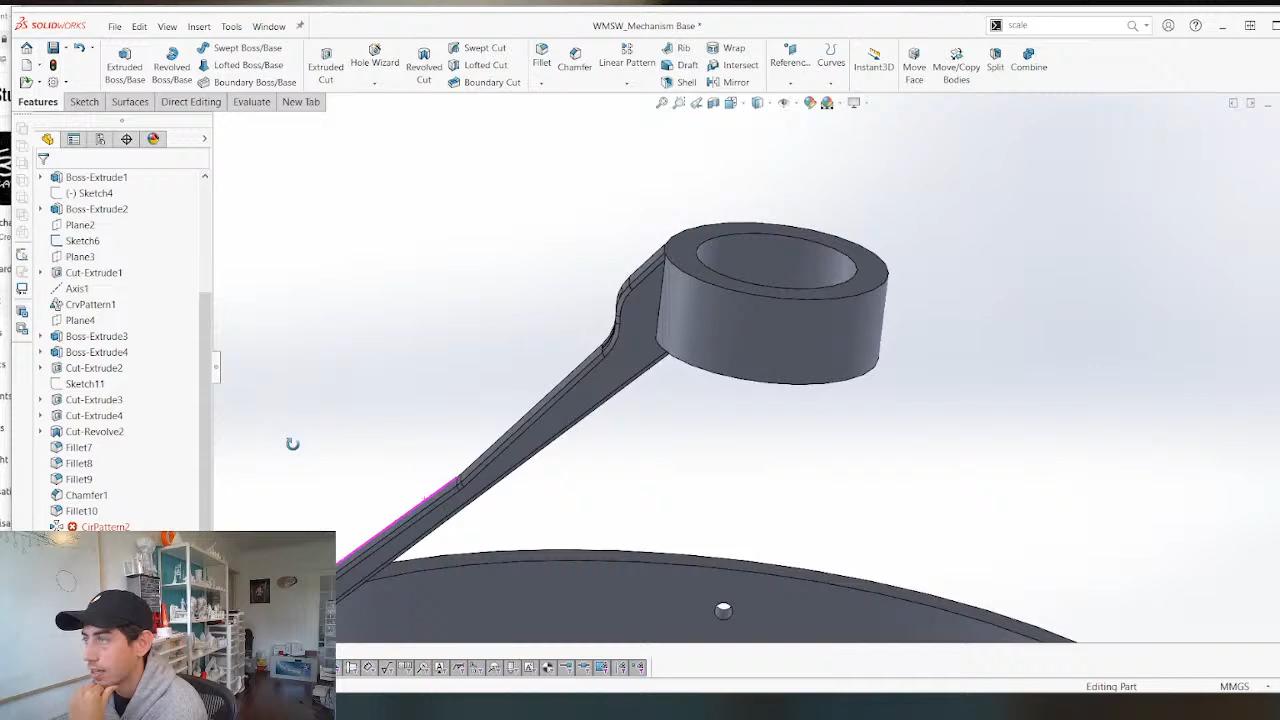 SOLIDWORKS File Edit View Insert Tools Window WMSW_Mechanism Base * scale
Extruded Boss/Base Revolved Boss/Base Swept Boss/Base Lofted Boss/Base Boundary Boss/Base Extruded Cut Hole Wizard Revolved Cut Swept Cut Lofted Cut Boundary Cut Fillet Chamfer Linear Pattern Rib Draft Shell Wrap Intersect Mirror Referenc... Curves Instant3D Move Face Move/Copy Bodies Split Combine
Features Sketch Surfaces Direct Editing Evaluate New Tab
Boss-Extrude1
(-) Sketch4
Boss-Extrude2
Plane2
Sketch6
Plane3
Cut-Extrude1
Axis1
CrvPattern1
Plane4
Boss-Extrude3
Boss-Extrude4
Cut-Extrude2
Sketch11
Cut-Extrude3
Cut-Extrude4
Cut-Revolve2
Fillet7
Fillet8
Fillet9
Chamfer1
Fillet10
CirPattern2
Editing Part MMGS